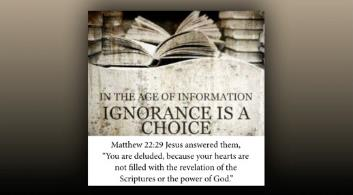 IN THE AGE OF INFORMATION
IGNORANCE IS A
CHOICE
Matthew 22:29 Jesus answered them,
“You are deluded, because your hearts are
not filled with the revelation of the
Scriptures or the power of God.”